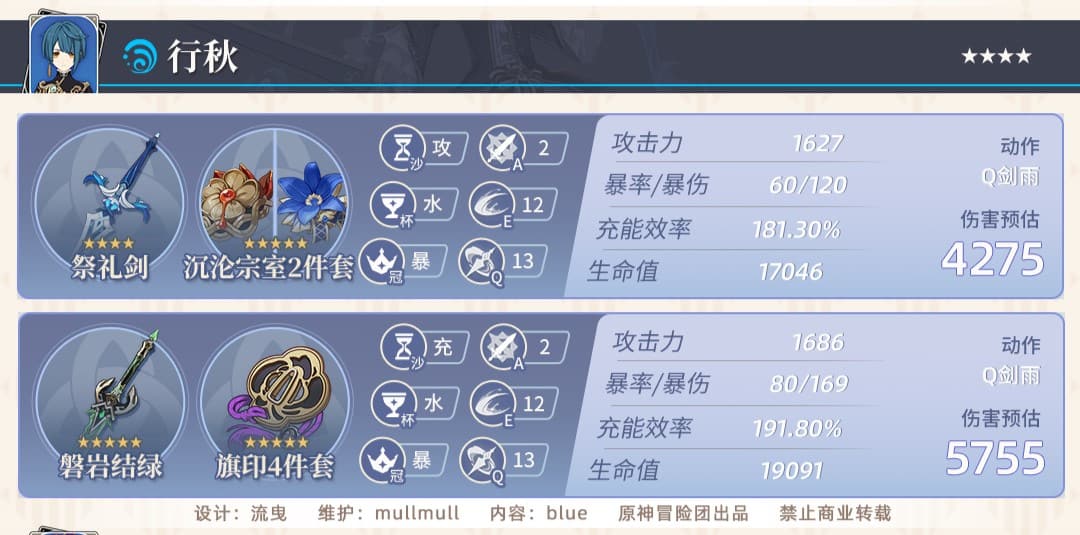 行秋
★★★★
攻 沙 2 A
水 杯 12 E
暴 冠 13 Q
★★★★ ★★★★★
祭礼剑 沉沦宗室2件套
攻击力 1627
暴率/暴伤 60/120
充能效率 181.30%
生命值 17046
动作
Q剑雨
伤害预估
4275
充 沙 2 A
水 杯 12 E
暴 冠 13 Q
★★★★★ ★★★★★
磐岩结绿 旗印4件套
攻击力 1686
暴率/暴伤 80/169
充能效率 191.80%
生命值 19091
动作
Q剑雨
伤害预估
5755
设计：流曳 维护：mullmull 内容：blue 原神冒险团出品 禁止商业转载